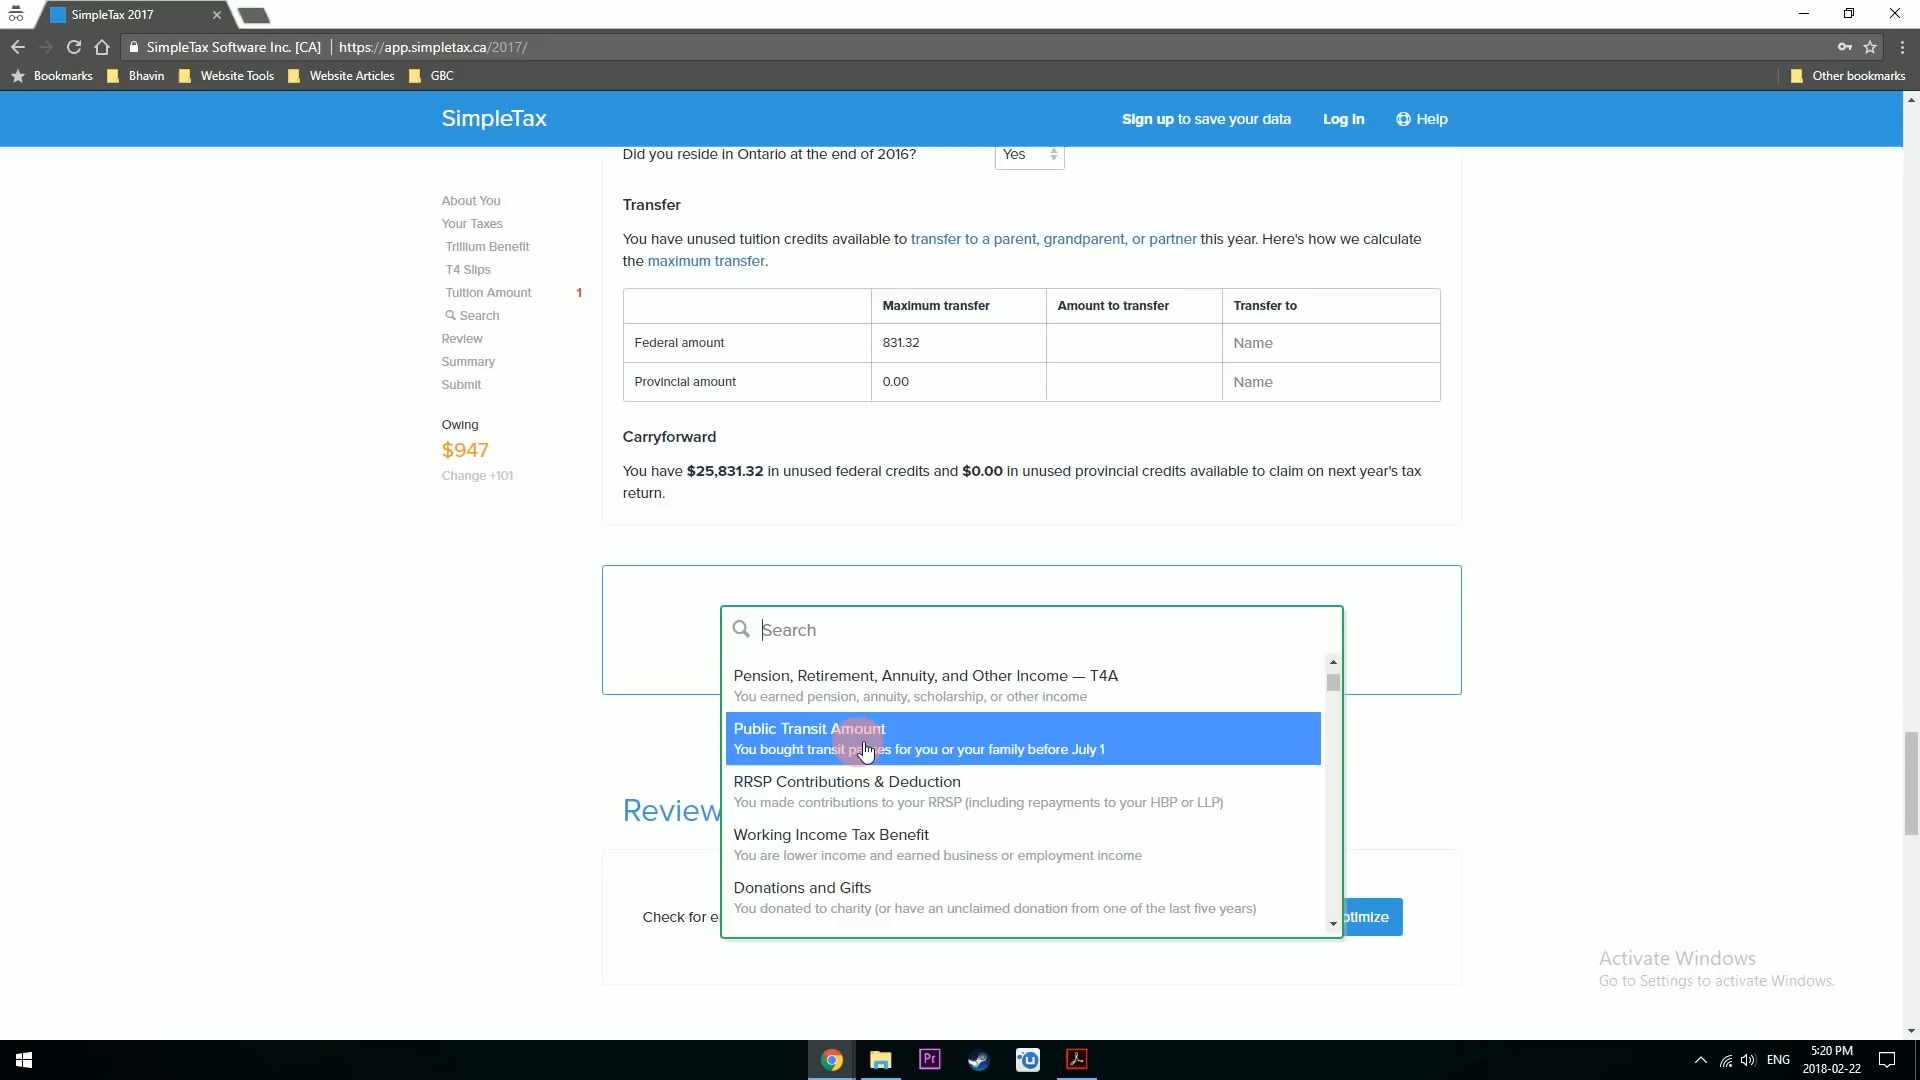 SimpleTax 2017
SimpleTax Software Inc. [CA] https://app.simpletax.ca/2017/
Bookmarks Bhavin Website Tools Website Articles GBC Other bookmarks
SimpleTax Sign up to save your data Log In Help
Did you reside in Ontario at the end of 2016? Yes
About You
Your Taxes
Trillium Benefit
T4 Slips
Tuition Amount 1
Search
Review
Summary
Submit
Owing
$947
Change +101
Transfer
You have unused tuition credits available to transfer to a parent, grandparent, or partner this year. Here's how we calculate
the maximum transfer.
Maximum transfer Amount to transfer Transfer to
Federal amount 831.32 Name
Provincial amount 0.00 Name
Carryforward
You have $25,831.32 in unused federal credits and $0.00 in unused provincial credits available to claim on next year's tax
return.
Search
Pension, Retirement, Annuity, and Other Income — T4A
You earned pension, annuity, scholarship, or other income
Public Transit Amount
You bought transit for you or your family before July 1
RRSP Contributions & Deduction
You made contributions to your RRSP (including repayments to your HBP or LLP)
Working Income Tax Benefit
You are lower income and earned business or employment income
Donations and Gifts
You donated to charity (or have an unclaimed donation from one of the last five years)
Review
Check for e
ptimize
Activate Windows
Go to Settings to activate Windows.
Pr
ENG
5:20 PM
2018-02-22